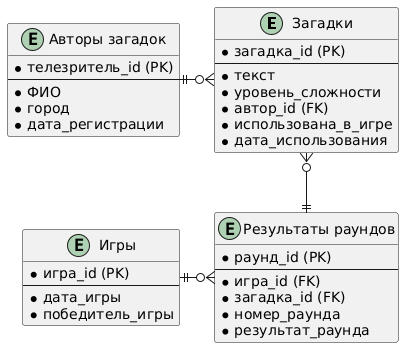 E Авторы загадок
* телезритель_id (PK)
* ФИО
* город
* дата_регистрации
E Загадки
* загадка_id (PK)
* текст
* уровень_сложности
* автор_id (FK)
* использована_в_игре
* дата_использования
E Игры
* игра_id (PK)
* дата_игры
* победитель_игры
E Результаты раундов
* раунд_id (PK)
* игра_id (FK)
* загадка_id (FK)
* номер_раунда
* результат_раунда